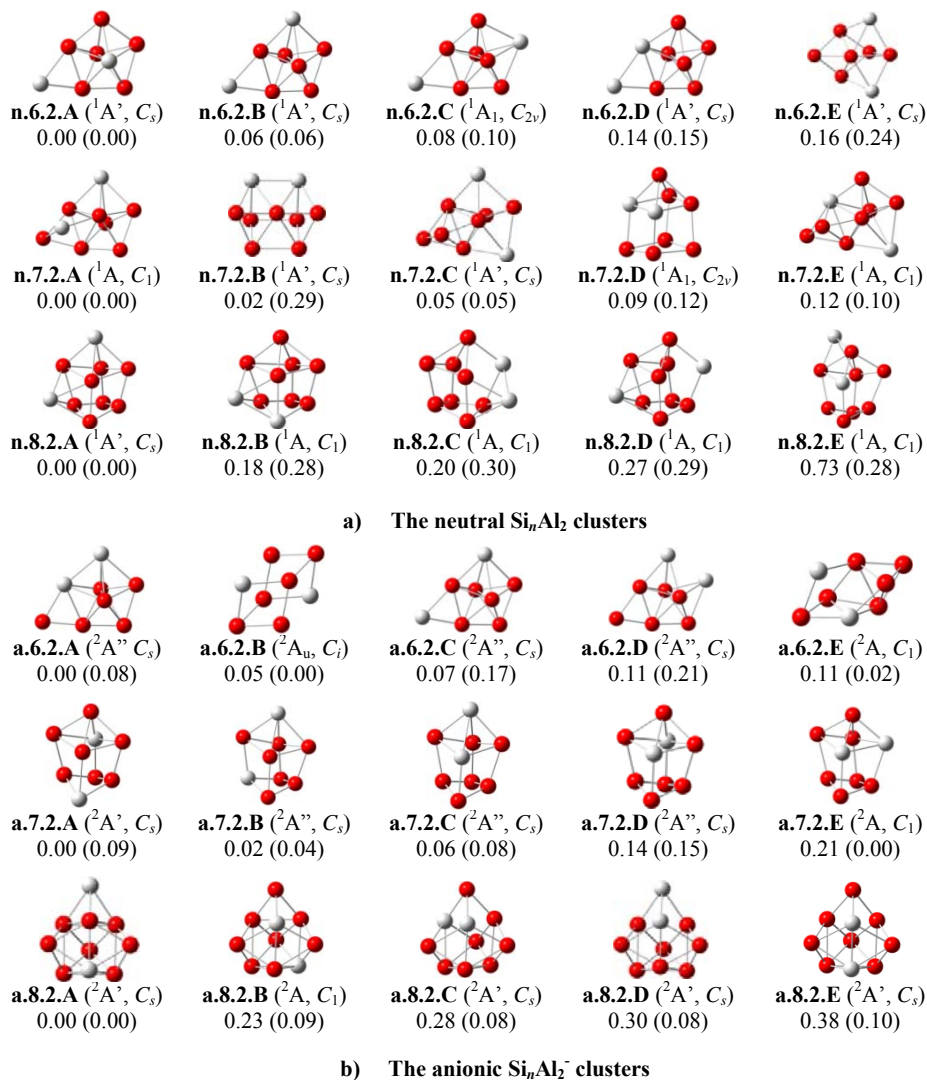 n.6.2.A (¹A’, Cₛ) n.6.2.B (¹A’, Cₛ) n.6.2.C (¹A₁, C₂ᵥ) n.6.2.D (¹A’, Cₛ) n.6.2.E (¹A’, Cₛ)
0.00 (0.00) 0.06 (0.06) 0.08 (0.10) 0.14 (0.15) 0.16 (0.24)
n.7.2.A (¹A, C₁) n.7.2.B (¹A’, Cₛ) n.7.2.C (¹A’, Cₛ) n.7.2.D (¹A₁, C₂ᵥ) n.7.2.E (¹A, C₁)
0.00 (0.00) 0.02 (0.29) 0.05 (0.05) 0.09 (0.12) 0.12 (0.10)
n.8.2.A (¹A’, Cₛ) n.8.2.B (¹A, C₁) n.8.2.C (¹A, C₁) n.8.2.D (¹A, C₁) n.8.2.E (¹A, C₁)
0.00 (0.00) 0.18 (0.28) 0.20 (0.30) 0.27 (0.29) 0.73 (0.28)
a) The neutral SiₙAl₂ clusters
a.6.2.A (²A” Cₛ) a.6.2.B (²Aᵤ, Cᵢ) a.6.2.C (²A”, Cₛ) a.6.2.D (²A”, Cₛ) a.6.2.E (²A, C₁)
0.00 (0.08) 0.05 (0.00) 0.07 (0.17) 0.11 (0.21) 0.11 (0.02)
a.7.2.A (²A’, Cₛ) a.7.2.B (²A”, Cₛ) a.7.2.C (²A”, Cₛ) a.7.2.D (²A”, Cₛ) a.7.2.E (²A, C₁)
0.00 (0.09) 0.02 (0.04) 0.06 (0.08) 0.14 (0.15) 0.21 (0.00)
a.8.2.A (²A’, Cₛ) a.8.2.B (²A, C₁) a.8.2.C (²A’, Cₛ) a.8.2.D (²A’, Cₛ) a.8.2.E (²A’, Cₛ)
0.00 (0.00) 0.23 (0.09) 0.28 (0.08) 0.30 (0.08) 0.38 (0.10)
b) The anionic SiₙAl₂⁻ clusters